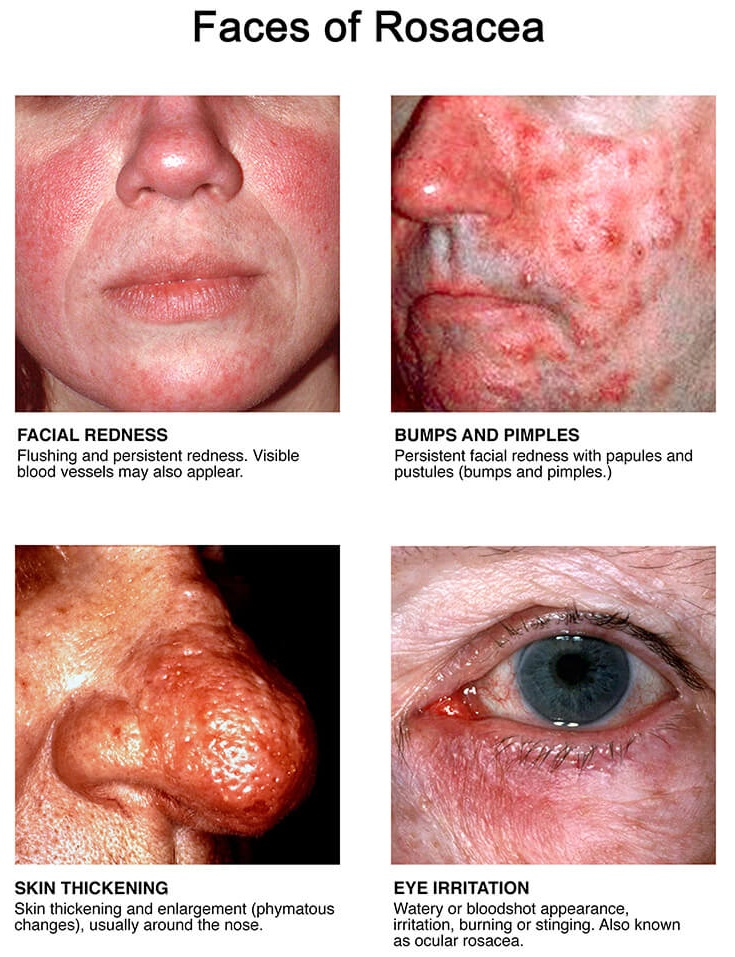 Faces of Rosacea
FACIAL REDNESS
Flushing and persistent redness. Visible
blood vessels may also applear.
BUMPS AND PIMPLES
Persistent facial redness with papules and
pustules (bumps and pimples.)
SKIN THICKENING
Skin thickening and enlargement (phymatous
changes), usually around the nose.
EYE IRRITATION
Watery or bloodshot appearance,
irritation, burning or stinging. Also known
as ocular rosacea.